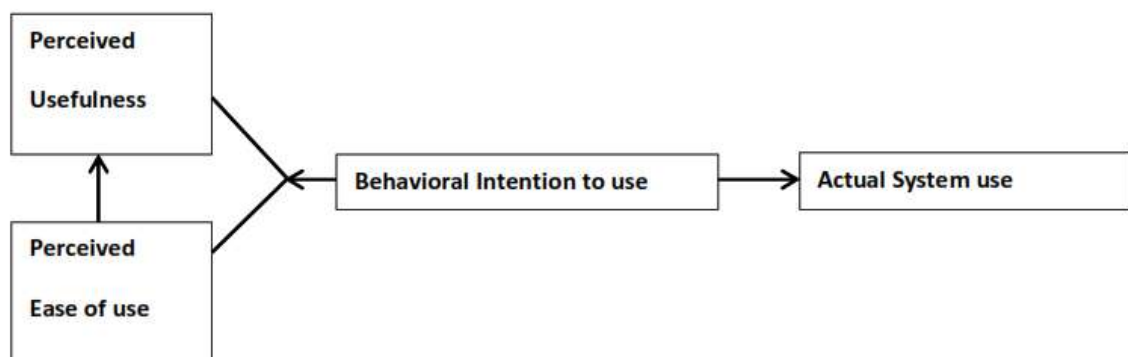 Perceived
Usefulness
Behavioral Intention to use
Actual System use
Perceived
Ease of use